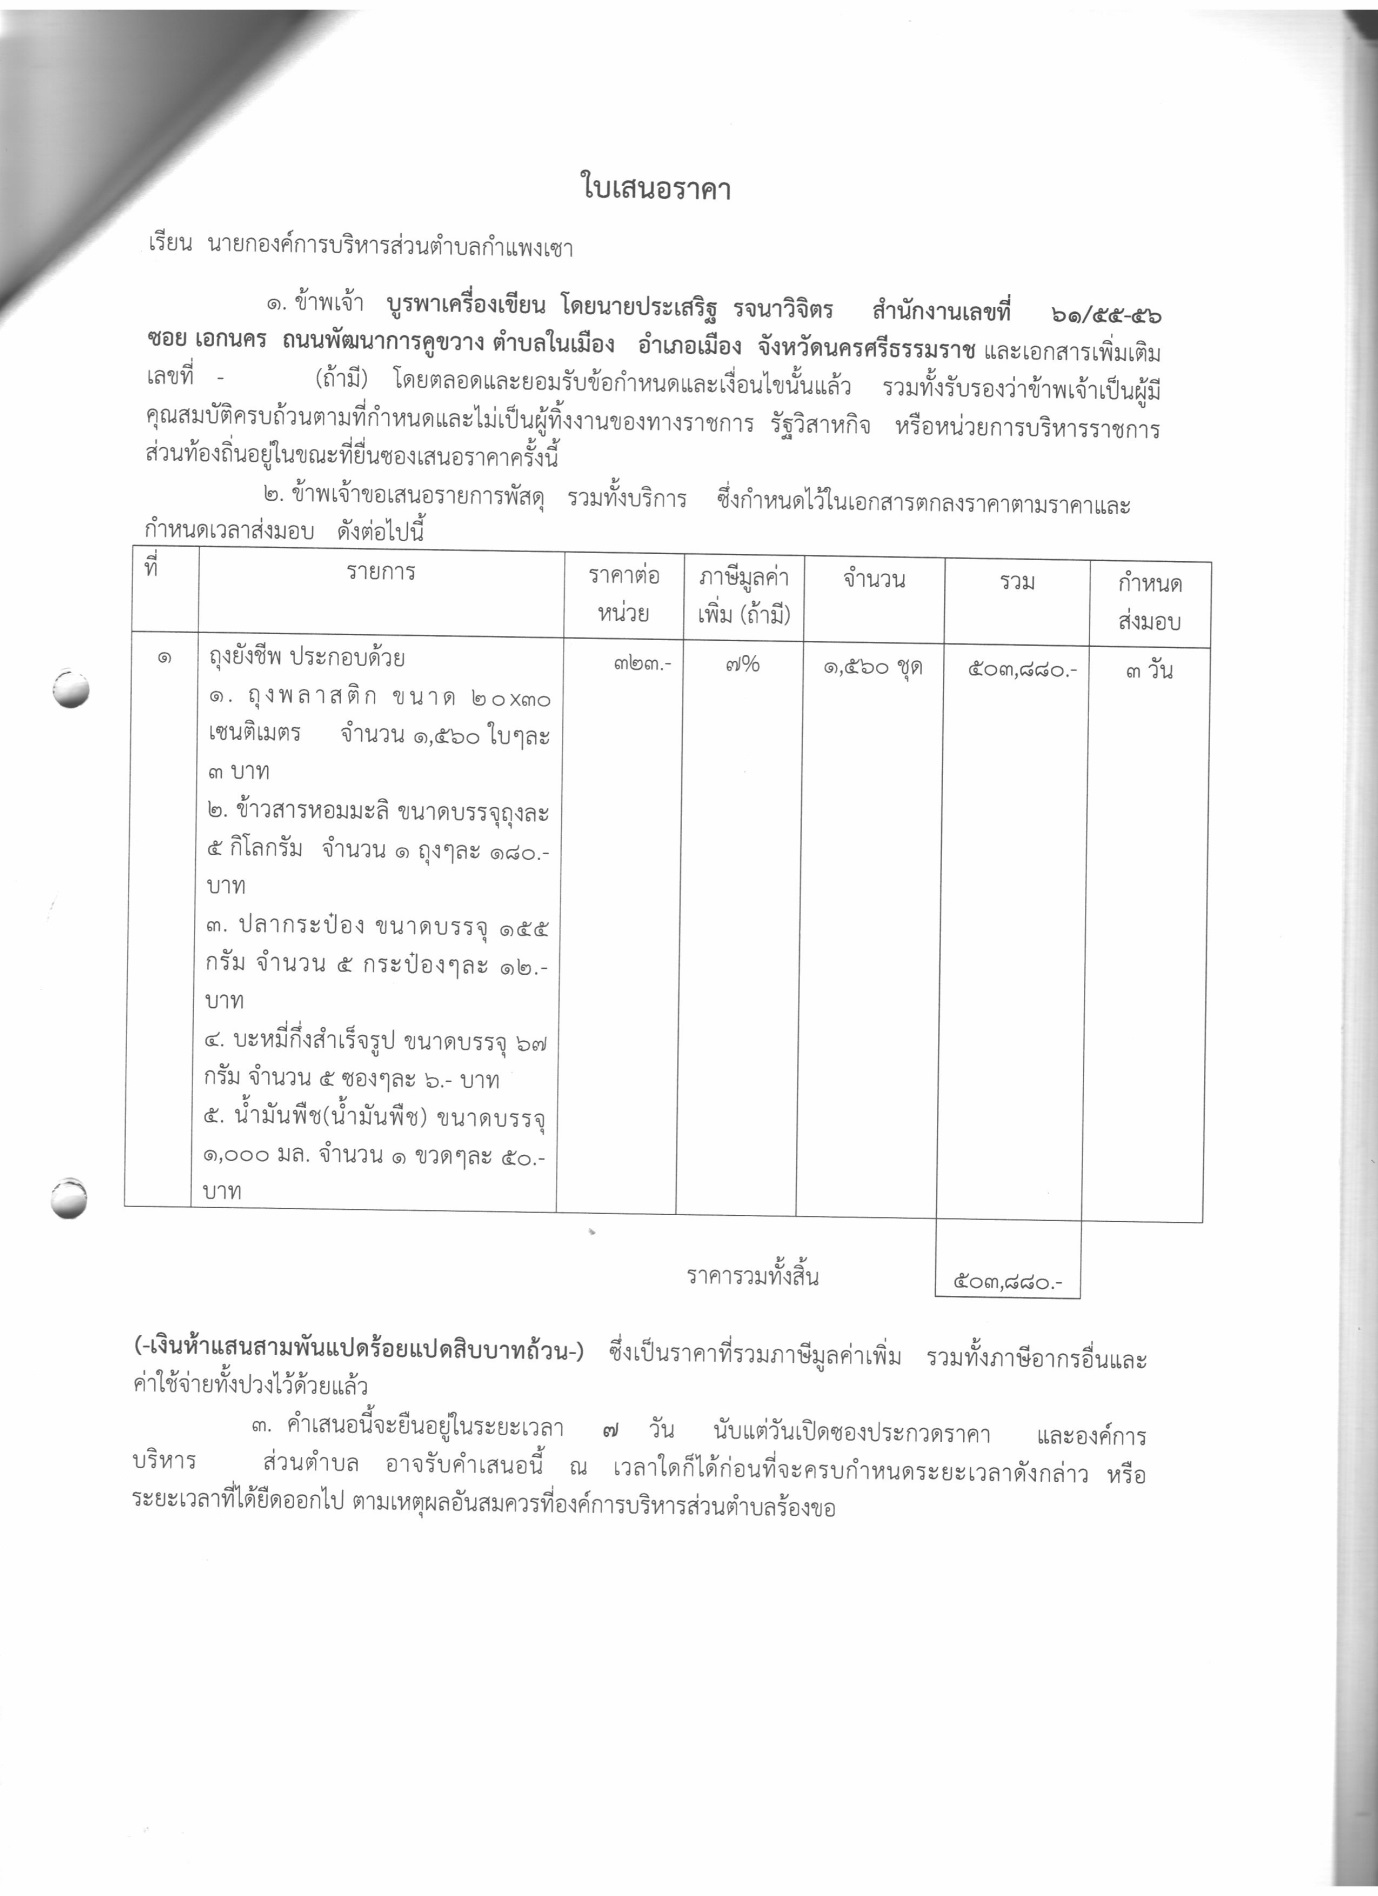 ใบเสนอราคา
เรียน นายกองค์การบริหารส่วนตำบลกำแพงเซา
๑. ข้าพเจ้า บูรพาเครื่องเขียน โดยนายประเสริฐ รจนาวิจิตร สำนักงานเลขที่ ๖๑/๕๕-๕๖
ซอย เอกนคร ถนนพัฒนาการคูขวาง ตำบลในเมือง อำเภอเมือง จังหวัดนครศรีธรรมราช และเอกสารเพิ่มเติม
เลขที่ - (ถ้ามี) โดยตลอดและยอมรับข้อกำหนดและเงื่อนไขนั้นแล้ว รวมทั้งรับรองว่าข้าพเจ้าเป็นผู้มี
คุณสมบัติครบถ้วนตามที่กำหนดและไม่เป็นผู้ทิ้งงานของทางราชการ รัฐวิสาหกิจ หรือหน่วยการบริหารราชการ
ส่วนท้องถิ่นอยู่ในขณะที่ยื่นซองเสนอราคาครั้งนี้
๒. ข้าพเจ้าขอเสนอรายการพัสดุ รวมทั้งบริการ ซึ่งกำหนดไว้ในเอกสารตกลงราคาตามราคาและ
กำหนดเวลาส่งมอบ ดังต่อไปนี้
ที่ รายการ ราคาต่อ ภาษีมูลค่า จำนวน รวม กำหนด
หน่วย เพิ่ม (ถ้ามี) ส่งมอบ
๑ ถุงยังชีพ ประกอบด้วย ๓๒๓.- ๗% ๑,๕๖๐ ชุด ๕๐๓,๘๘๐.- ๓ วัน
๑. ถุงพลาสติก ขนาด ๒๐x๓๐
เซนติเมตร จำนวน ๑,๕๖๐ ใบๆละ
๓ บาท
๒. ข้าวสารหอมมะลิ ขนาดบรรจุถุงละ
๕ กิโลกรัม จำนวน ๑ ถุงๆละ ๑๘๐.-
บาท
๓. ปลากระป๋อง ขนาดบรรจุ ๑๕๕
กรัม จำนวน ๕ กระป๋องๆละ ๑๒.-
บาท
๔. บะหมี่กึ่งสำเร็จรูป ขนาดบรรจุ ๖๗
กรัม จำนวน ๕ ซองๆละ ๖.- บาท
๕. น้ำมันพืช(น้ำมันพืช) ขนาดบรรจุ
๑,๐๐๐ มล. จำนวน ๑ ขวดๆละ ๕๐.-
บาท
ราคารวมทั้งสิ้น ๕๐๓,๘๘๐.-
(-เงินห้าแสนสามพันแปดร้อยแปดสิบบาทถ้วน-) ซึ่งเป็นราคาที่รวมภาษีมูลค่าเพิ่ม รวมทั้งภาษีอากรอื่นและ
ค่าใช้จ่ายทั้งปวงไว้ด้วยแล้ว
๓. คำเสนอนี้จะยืนอยู่ในระยะเวลา ๗ วัน นับแต่วันเปิดซองประกวดราคา และองค์การ
บริหาร ส่วนตำบล อาจรับคำเสนอนี้ ณ เวลาใดก็ได้ก่อนที่จะครบกำหนดระยะเวลาดังกล่าว หรือ
ระยะเวลาที่ได้ยืดออกไป ตามเหตุผลอันสมควรที่องค์การบริหารส่วนตำบลร้องขอ